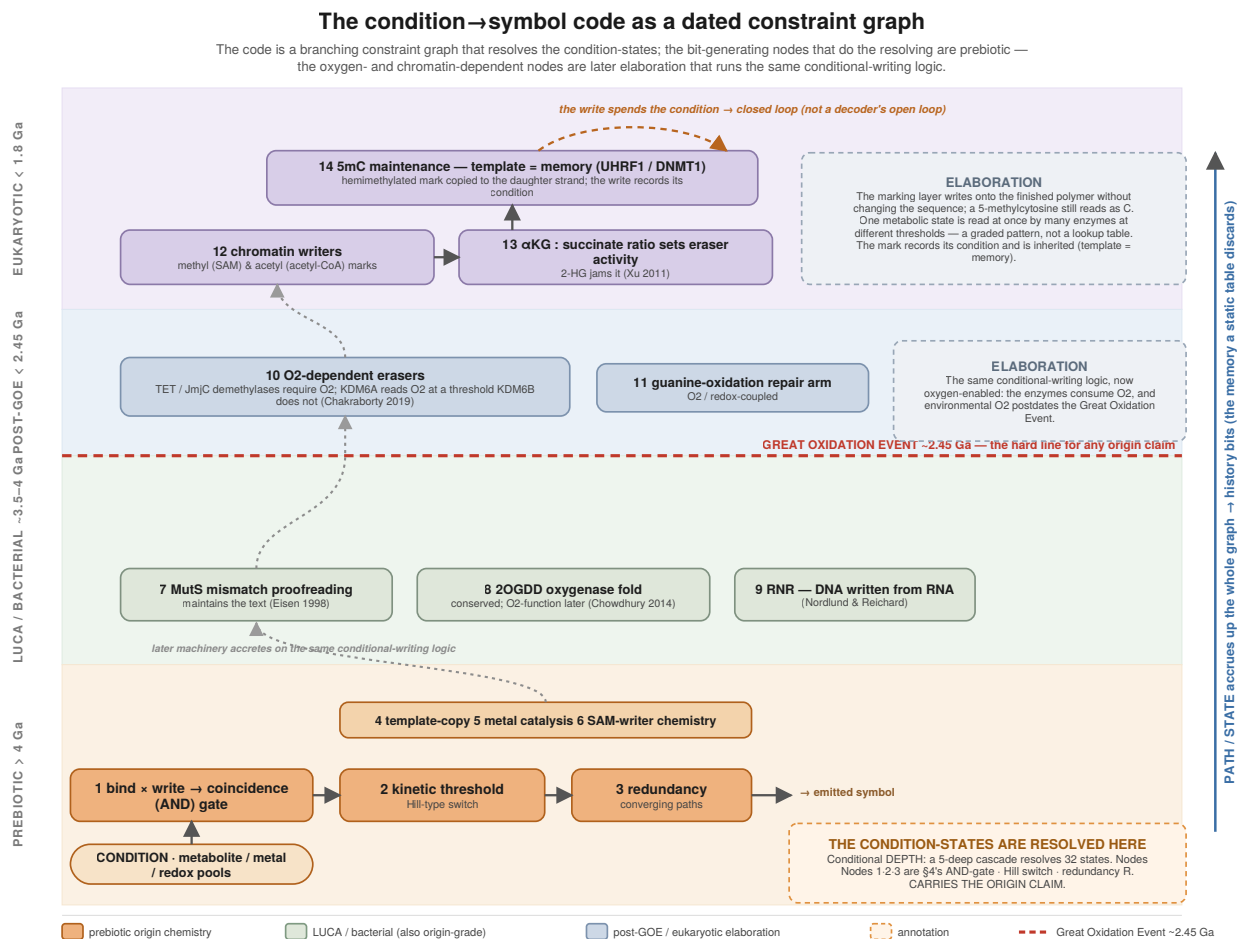 The condition→symbol code as a dated constraint graph
The code is a branching constraint graph that resolves the condition-states; the bit-generating nodes that do the resolving are prebiotic —
the oxygen- and chromatin-dependent nodes are later elaboration that runs the same conditional-writing logic.
EUKARYOTIC < 1.8 Ga
the write spends the condition → closed loop (not a decoder's open loop)
14 5mC maintenance — template = memory (UHRF1 / DNMT1)
hemimethylated mark copied to the daughter strand; the write records its
condition
12 chromatin writers
methyl (SAM) & acetyl (acetyl-CoA) marks
13 αKG : succinate ratio sets eraser
activity
2-HG jams it (Xu 2011)
ELABORATION
The marking layer writes onto the finished polymer without
changing the sequence; a 5-methylcytosine still reads as C.
One metabolic state is read at once by many enzymes at
different thresholds — a graded pattern, not a lookup table.
The mark records its condition and is inherited (template =
memory).
POST-GOE < 2.45 Ga
10 O2-dependent erasers
TET / JmjC demethylases require O2; KDM6A reads O2 at a threshold KDM6B
does not (Chakraborty 2019)
11 guanine-oxidation repair arm
O2 / redox-coupled
ELABORATION
The same conditional-writing logic, now
oxygen-enabled: the enzymes consume O2, and
environmental O2 postdates the Great Oxidation
Event.
GREAT OXIDATION EVENT ~2.45 Ga — the hard line for any origin claim
LUCA / BACTERIAL ~3.5–4 Ga
7 MutS mismatch proofreading
maintains the text (Eisen 1998)
8 2OGDD oxygenase fold
conserved; O2-function later (Chowdhury 2014)
9 RNR — DNA written from RNA
(Nordlund & Reichard)
later machinery accretes on the same conditional-writing logic
PREBIOTIC > 4 Ga
4 template-copy 5 metal catalysis 6 SAM-writer chemistry
1 bind × write → coincidence
(AND) gate
2 kinetic threshold
Hill-type switch
3 redundancy
converging paths
→ emitted symbol
CONDITION · metabolite / metal
/ redox pools
THE CONDITION-STATES ARE RESOLVED HERE
Conditional DEPTH: a 5-deep cascade resolves 32 states. Nodes
1·2·3 are §4's AND-gate · Hill switch · redundancy R.
CARRIES THE ORIGIN CLAIM.
PATH / STATE accrues up the whole graph → history bits (the memory a static table discards)
prebiotic origin chemistry
LUCA / bacterial (also origin-grade)
post-GOE / eukaryotic elaboration
annotation
Great Oxidation Event ~2.45 Ga